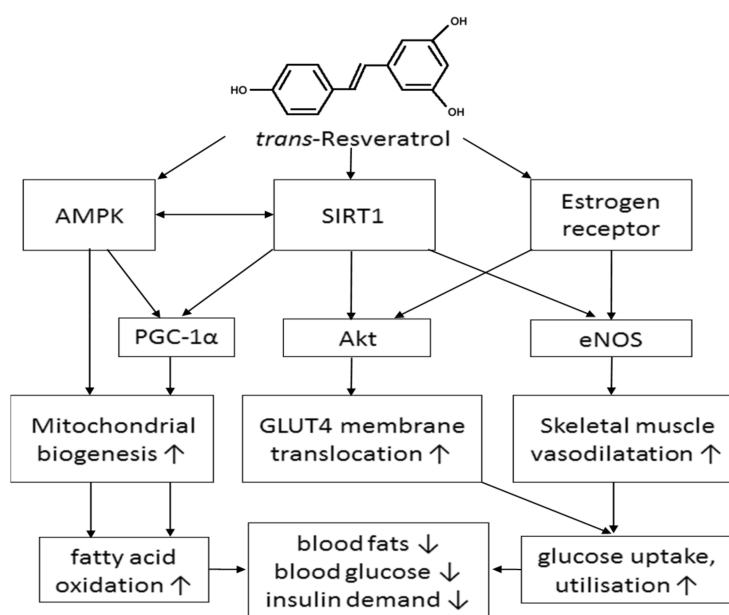 OH
HO
OH
trans-Resveratrol
AMPK
SIRT1
Estrogen
receptor
PGC-1α
Akt
eNOS
Mitochondrial
biogenesis ↑
GLUT4 membrane
translocation ↑
Skeletal muscle
vasodilatation ↑
fatty acid
oxidation ↑
blood fats ↓
blood glucose ↓
insulin demand ↓
glucose uptake,
utilisation ↑